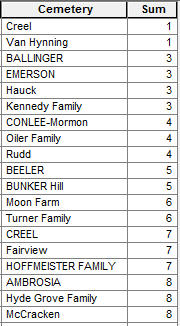 Cemetery Sum
Creel 1
Van Hynning 1
BALLINGER 3
EMERSON 3
Hauck 3
Kennedy Family 3
CONLEE-Mormon 4
Oiler Family 4
Rudd 4
BEELER 5
BUNKER Hill 5
Moon Farm 6
Turner Family 6
CREEL 7
Fairview 7
HOFFMEISTER FAMILY 7
AMBROSIA 8
Hyde Grove Family 8
McCracken 8